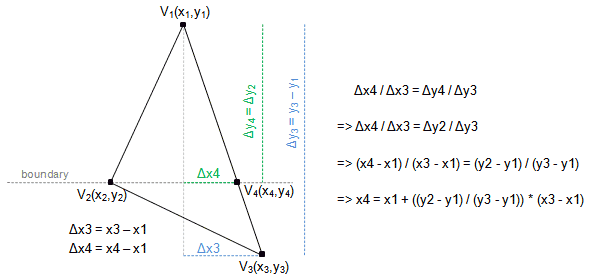 V₁(x₁,y₁)
Δy4 = Δy₂
Δy₃ = y₃ – y₁
Δx4 / Δx3 = Δy4 / Δy3
=> Δx4 / Δx3 = Δy2 / Δy3
=> (x4 - x1) / (x3 - x1) = (y2 - y1) / (y3 - y1)
=> x4 = x1 + ((y2 - y1) / (y3 - y1)) * (x3 - x1)
boundary
Δx4
V₂(x₂,y₂)
V₄(x₄,y₄)
Δx3 = x3 – x1
Δx4 = x4 – x1
Δx3
V₃(x₃,y₃)